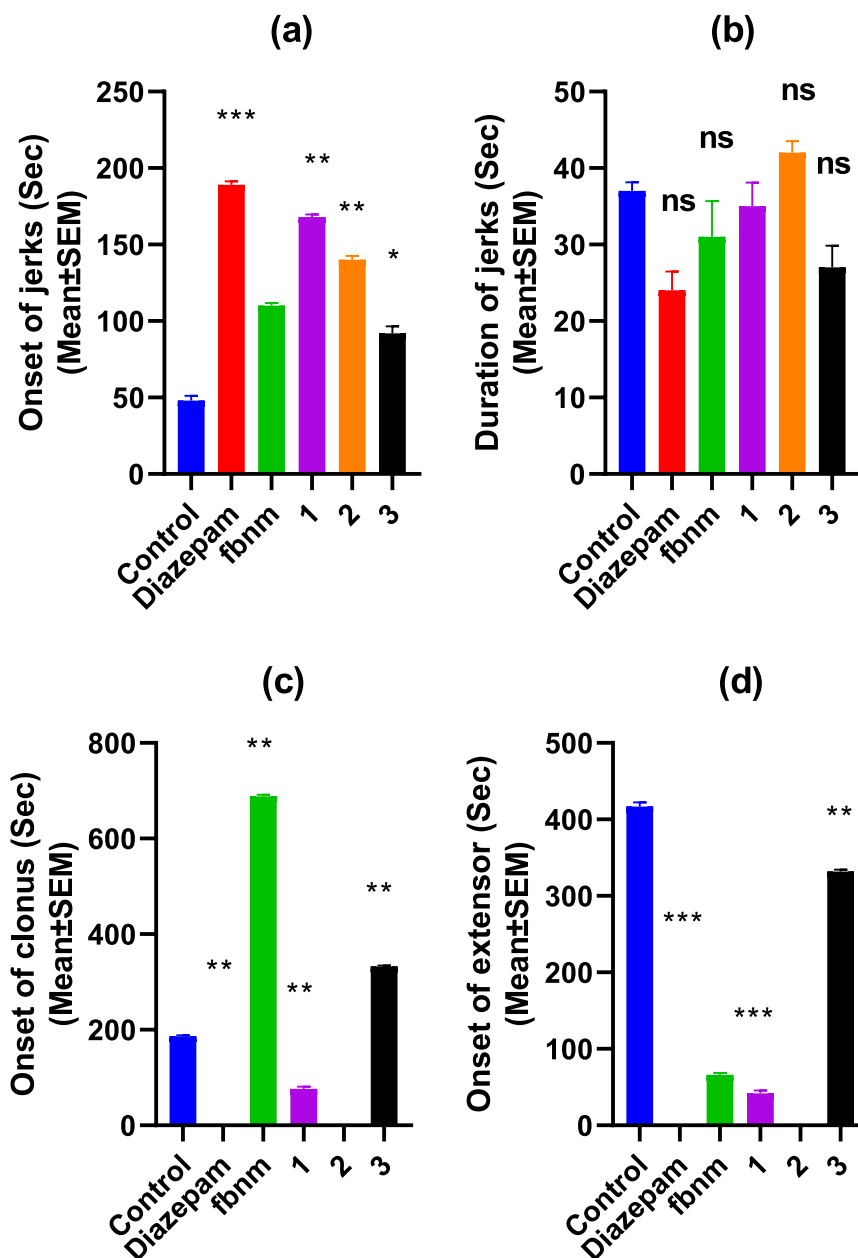 (a)
Onset of jerks (Sec)
(Mean±SEM)
250
200
150
100
50
0
***
**
**
*
Control
Diazepam
fbnm
1
2
3
(b)
Duration of jerks (Sec)
(Mean±SEM)
50
40
30
20
10
0
ns
ns
ns
ns
Control
Diazepam
fbnm
1
2
3
(c)
Onset of clonus (Sec)
(Mean±SEM)
800
600
400
200
0
**
**
**
**
Control
Diazepam
fbnm
1
2
3
(d)
Onset of extensor (Sec)
(Mean±SEM)
500
400
300
200
100
0
***
***
**
Control
Diazepam
fbnm
1
2
3